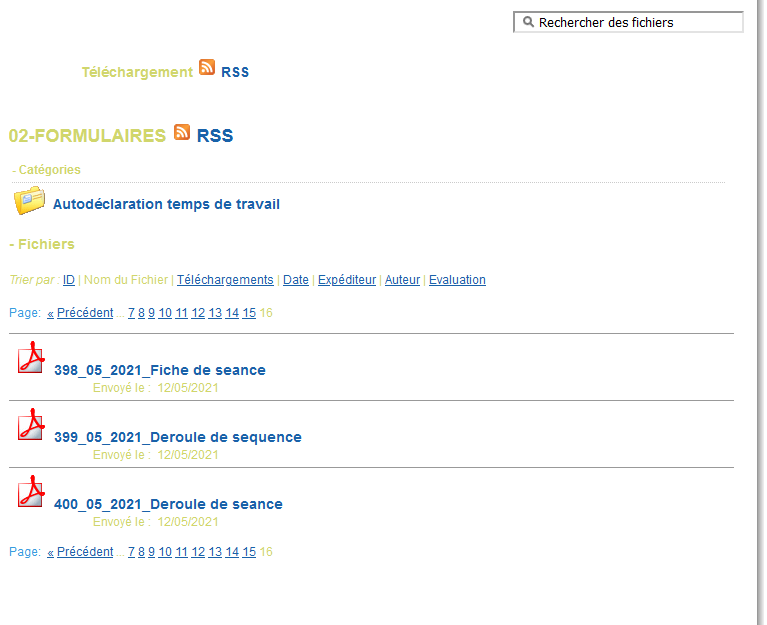 Rechercher des fichiers
Téléchargement RSS
02-FORMULAIRES RSS
- Catégories
Autodéclaration temps de travail
- Fichiers
Trier par : ID | Nom du Fichier | Téléchargements | Date | Expéditeur | Auteur | Evaluation
Page: « Précédent ... 7 8 9 10 11 12 13 14 15 16
398_05_2021_Fiche de seance
Envoyé le : 12/05/2021
399_05_2021_Deroule de sequence
Envoyé le : 12/05/2021
400_05_2021_Deroule de seance
Envoyé le : 12/05/2021
Page: « Précédent ... 7 8 9 10 11 12 13 14 15 16